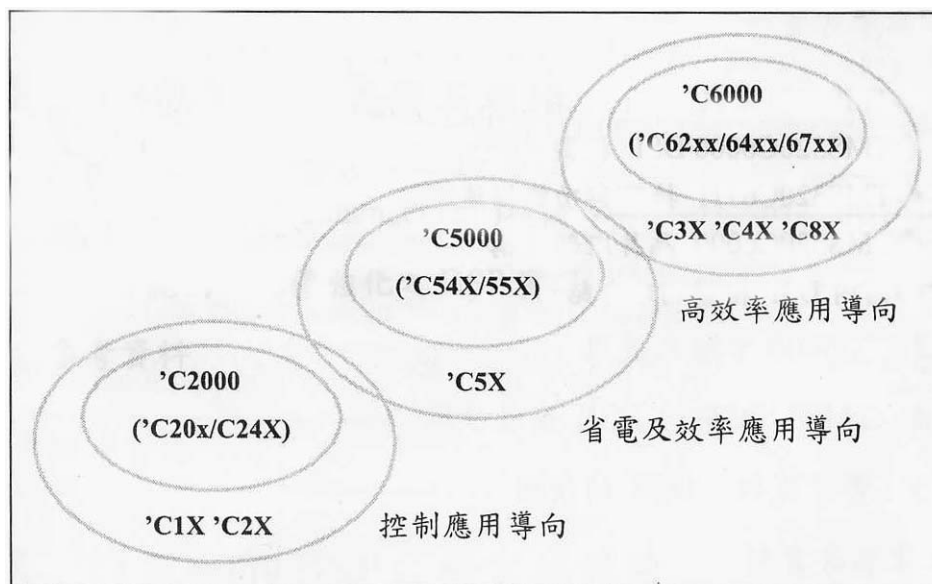 ’C6000
(’C62xx/64xx/67xx)
’C3X ’C4X ’C8X
高效率應用導向
’C5000
(’C54X/55X)
’C5X
省電及效率應用導向
’C2000
(’C20x/C24X)
’C1X ’C2X
控制應用導向